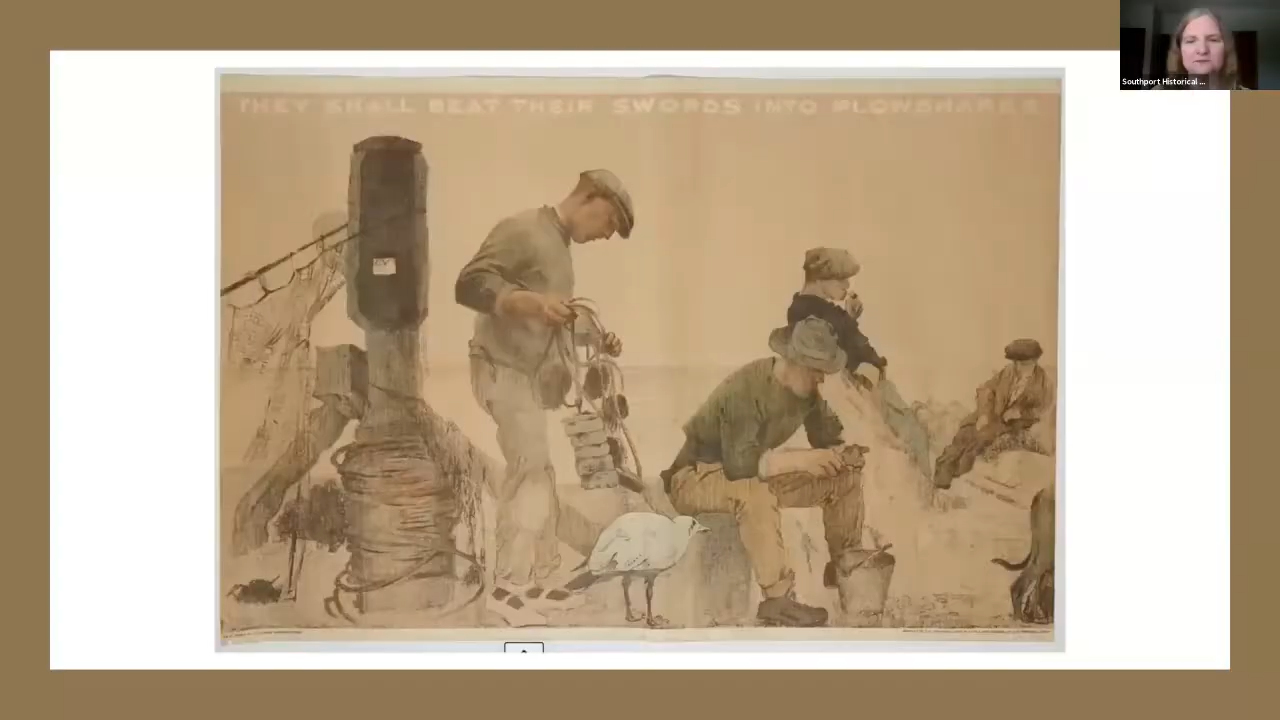 THEY SHALL BEAT THEIR SWORDS INTO PLOWSHARES
Southport Historical ...